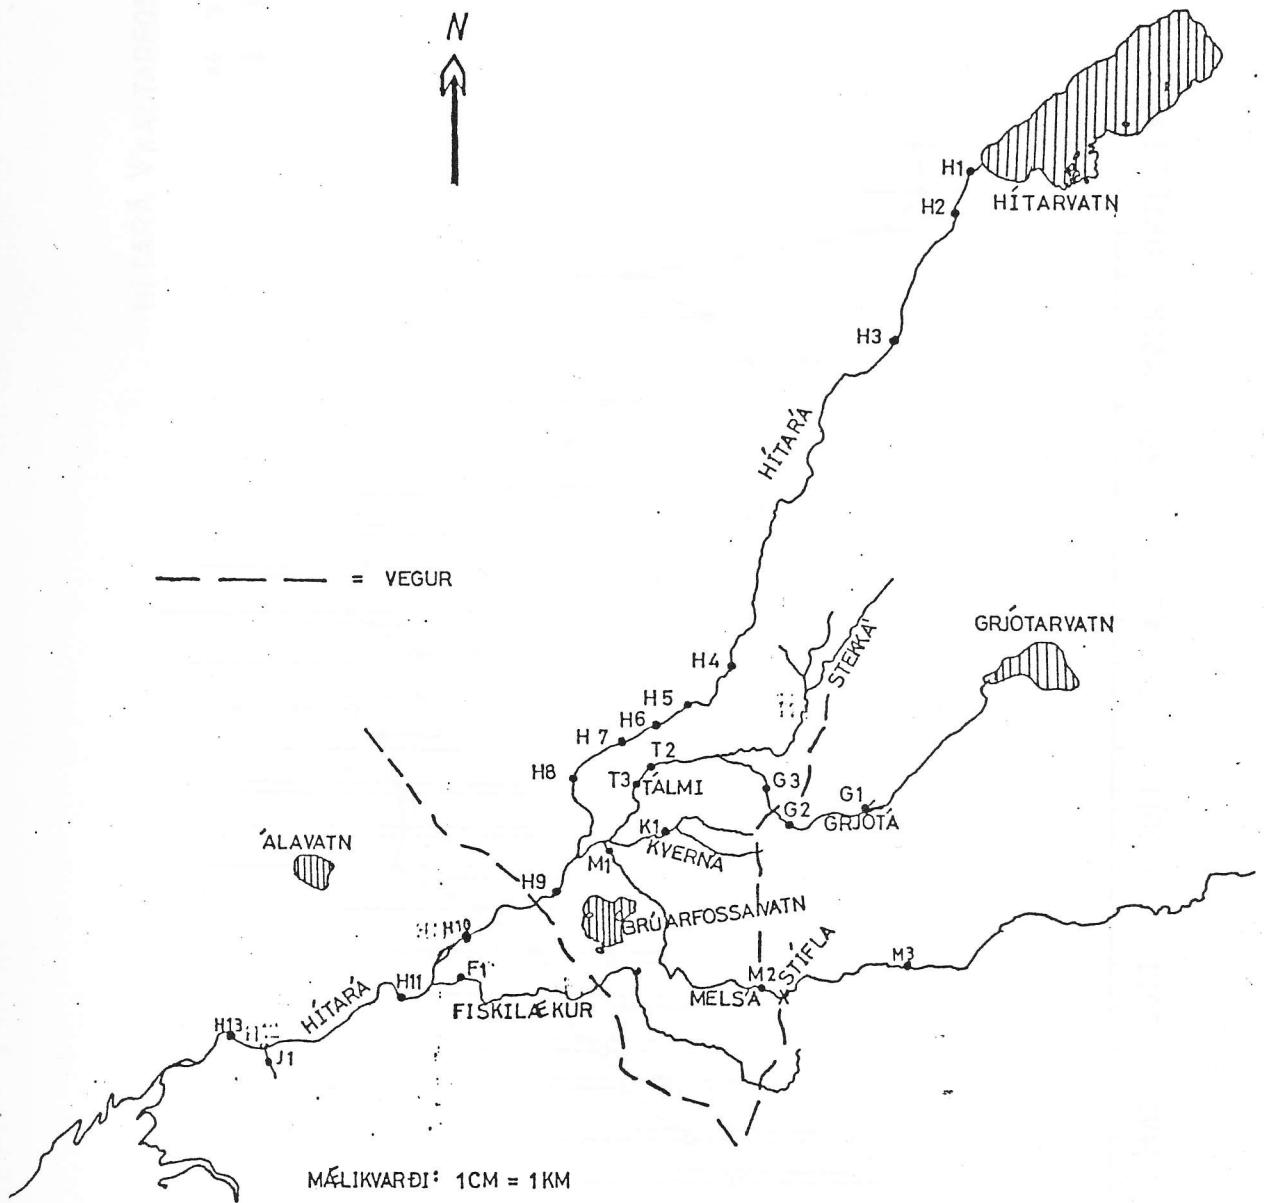 N
H1
HÍTARVATN
H2
H3
HÍTARÁ
= VEGUR
GRJÓTARVATN
STEKKÁ
H4
H5
H6
H7
T2
H8
T3
TÁLMI
G3
G1
G2
GRJÓTÁ
K1
KVERNÁ
ÁLAVATN
M1
H9
BRÚARFOSSAVATN
H10
STÍFLA
M3
F1
M2
H11
MELSÁ
HÍTARÁ
FISKILÆKUR
H13
J1
MÆLIKVARÐI: 1CM = 1KM